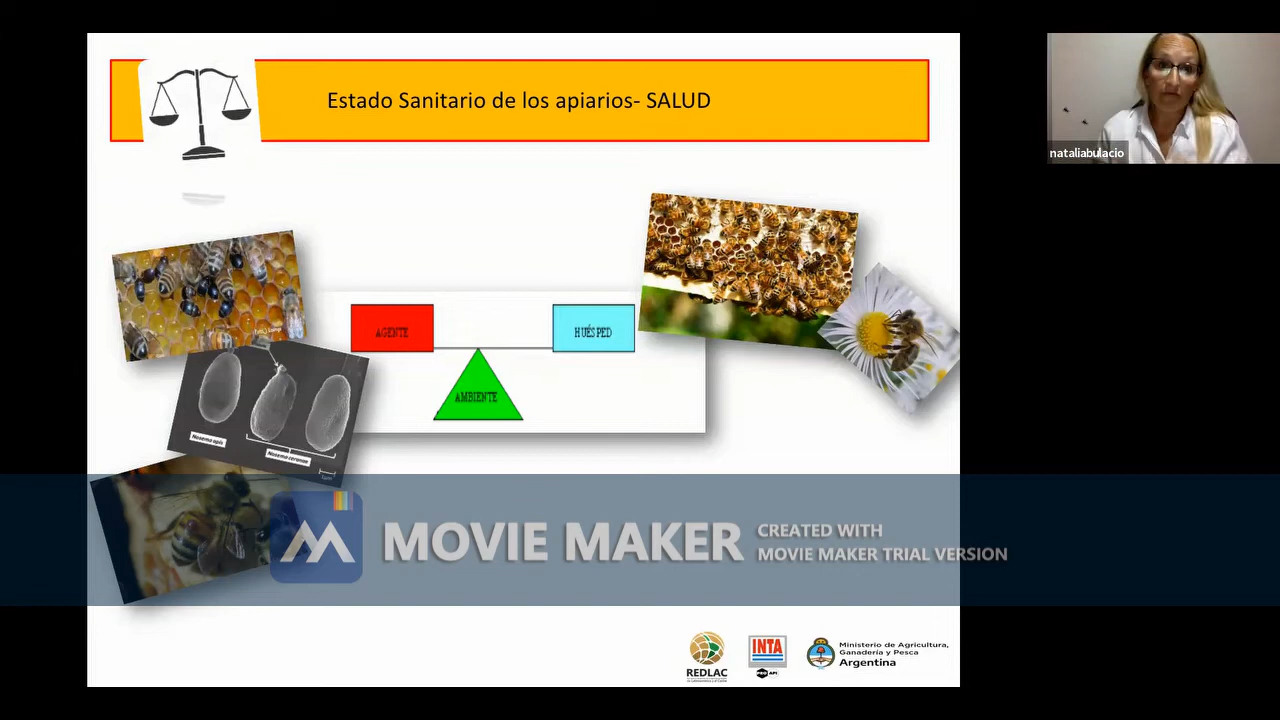 Estado Sanitario de los apiarios- SALUD
nataliabulacio
AGENTE
HUÉSPED
AMBIENTE
Nosema apis
Nosema ceranae
MOVIE MAKER
CREATED WITH
MOVIE MAKER TRIAL VERSION
REDLAC
INTA
Ministerio de Agricultura,
Ganadería y Pesca
Argentina